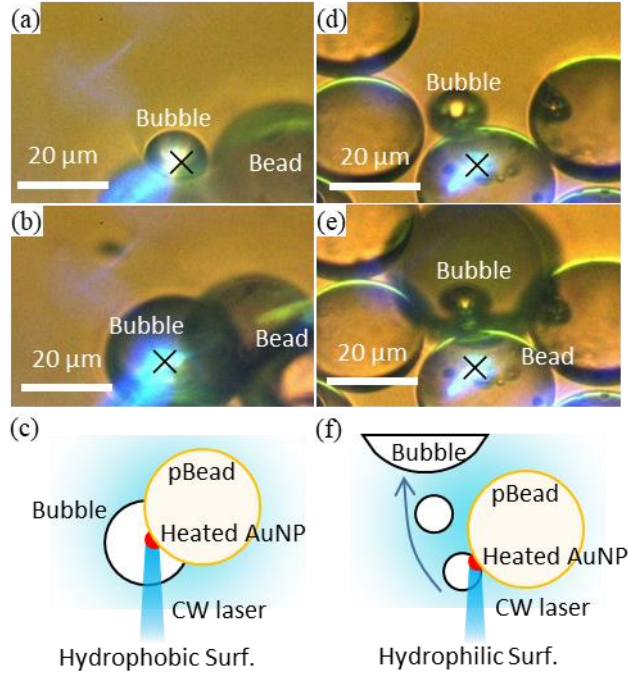 (a)
Bubble
20 μm
Bead
(b)
Bubble
Bead
20 μm
(c)
pBead
Bubble
Heated AuNP
CW laser
Hydrophobic Surf.
(d)
Bubble
20 μm
(e)
Bubble
20 μm
Bead
(f)
Bubble
pBead
Heated AuNP
CW laser
Hydrophilic Surf.